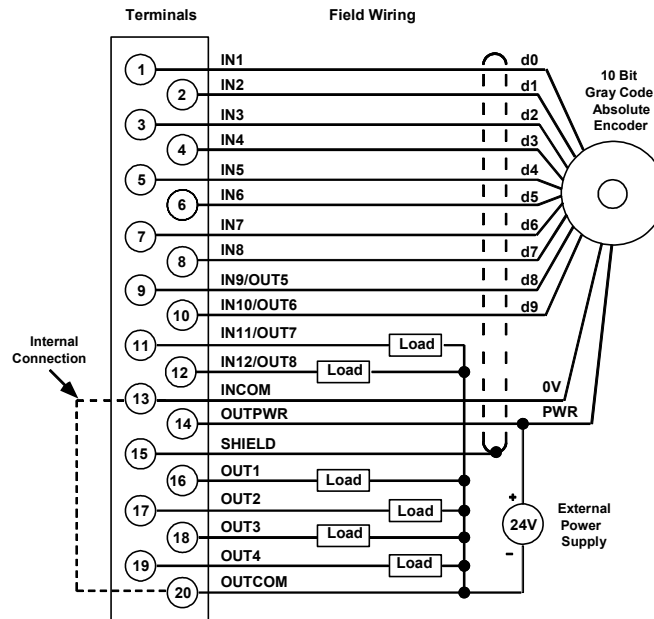 Terminals Field Wiring
1 IN1 d0
2 IN2 d1
3 IN3 d2
4 IN4 d3
5 IN5 d4
6 IN6 d5
7 IN7 d6
8 IN8 d7
9 IN9/OUT5 d8
10 IN10/OUT6 d9
10 Bit
Gray Code
Absolute
Encoder
11 IN11/OUT7 Load
12 IN12/OUT8 Load
Internal
Connection
13 INCOM 0V
14 OUTPWR PWR
15 SHIELD
16 OUT1 Load
17 OUT2 Load
18 OUT3 Load
19 OUT4 Load
20 OUTCOM
+
24V
–
External
Power
Supply